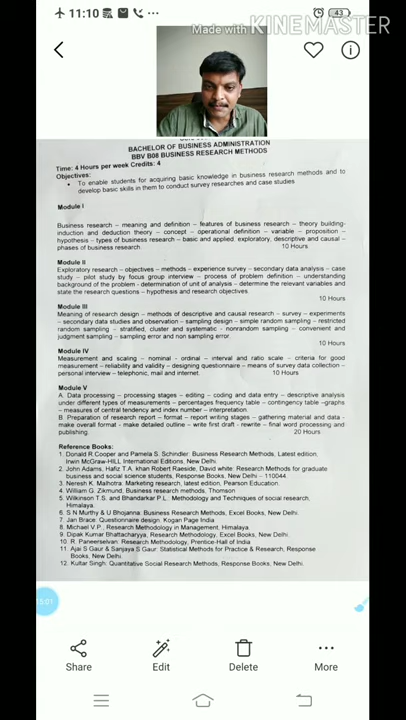 11:10
43
Made with KINEMASTER
BACHELOR OF BUSINESS ADMINISTRATION
BBV B08 BUSINESS RESEARCH METHODS
Time: 4 Hours per week Credits: 4
Objectives:
• To enable students for acquiring basic knowledge in business research methods and to
develop basic skills in them to conduct survey researches and case studies
Module I
Business research – meaning and definition – features of business research – theory building-
induction and deduction theory – concept – operational definition – variable – proposition –
hypothesis – types of business research – basic and applied, exploratory, descriptive and causal –
phases of business research. 10 Hours
Module II
Exploratory research – objectives – methods – experience survey – secondary data analysis – case
study – pilot study by focus group interview – process of problem definition – understanding
background of the problem - determination of unit of analysis – determine the relevant variables and
state the research questions – hypothesis and research objectives.
10 Hours
Module III
Meaning of research design – methods of descriptive and causal research – survey – experiments
– secondary data studies and observation – sampling design – simple random sampling – restricted
random sampling – stratified, cluster and systematic - nonrandom sampling – convenient and
judgment sampling – sampling error and non sampling error.
10 Hours
Module IV
Measurement and scaling – nominal - ordinal – interval and ratio scale – criteria for good
measurement – reliability and validity – designing questionnaire – means of survey data collection –
personal interview – telephonic, mail and internet. 10 Hours
Module V
A. Data processing – processing stages – editing – coding and data entry – descriptive analysis
under different types of measurements – percentages frequency table – contingency table –graphs
– measures of central tendency and index number – interpretation.
B. Preparation of research report – format – report writing stages – gathering material and data -
make overall format – make detailed outline – write first draft - rewrite – final word processing and
publishing. 20 Hours
Reference Books:
1. Donald R Cooper and Pamela S. Schindler: Business Research Methods, Latest edition,
Irwin McGraw-HILL International Editions, New Delhi.
2. John Adams, Hafiz T.A. khan Robert Raeside, David white: Research Methods for graduate
business and social science students, Response Books, New Delhi – 110044
3. Neresh K. Malhotra: Marketing research, latest edition, Pearson Education.
4. William G. Zikmund, Business research methods, Thomson
5. Wilkinson T.S. and Bhandarkar P.L.: Methodology and Techniques of social research,
Himalaya.
6. S N Murthy & U Bhojanna: Business Research Methods, Excel Books, New Delhi.
7. Jan Brace: Questionnaire design: Kogan Page India
8. Michael V.P., Research Methodology in Management, Himalaya.
9. Dipak Kumar Bhattacharyya, Research Methodology, Excel Books, New Delhi.
10. R. Paneerselvan: Research Methodology, Prentice-Hall of India
11. Ajai S Gaur & Sanjaya S Gaur: Statistical Methods for Practice & Research, Response
Books, New Delhi.
12. Kultar Singh: Quantitative Social Research Methods, Response Books, New Delhi.
15:01
Share
Edit
Delete
More